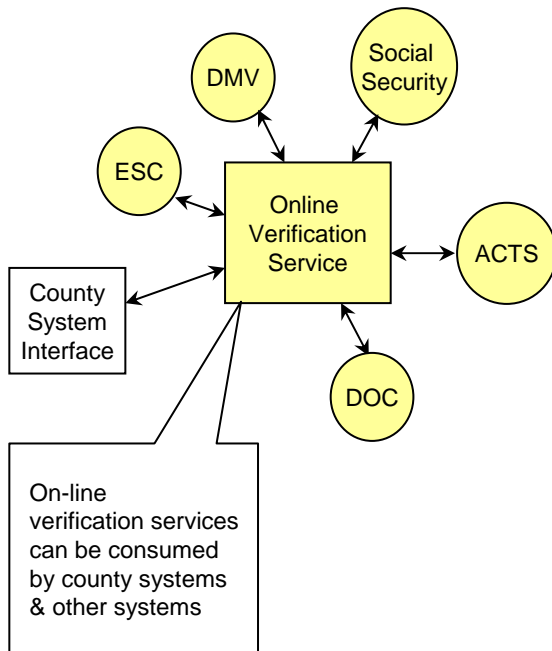 Social
Security
DMV
ESC
Online
Verification
Service
ACTS
County
System
Interface
DOC
On-line
verification services
can be consumed
by county systems
& other systems